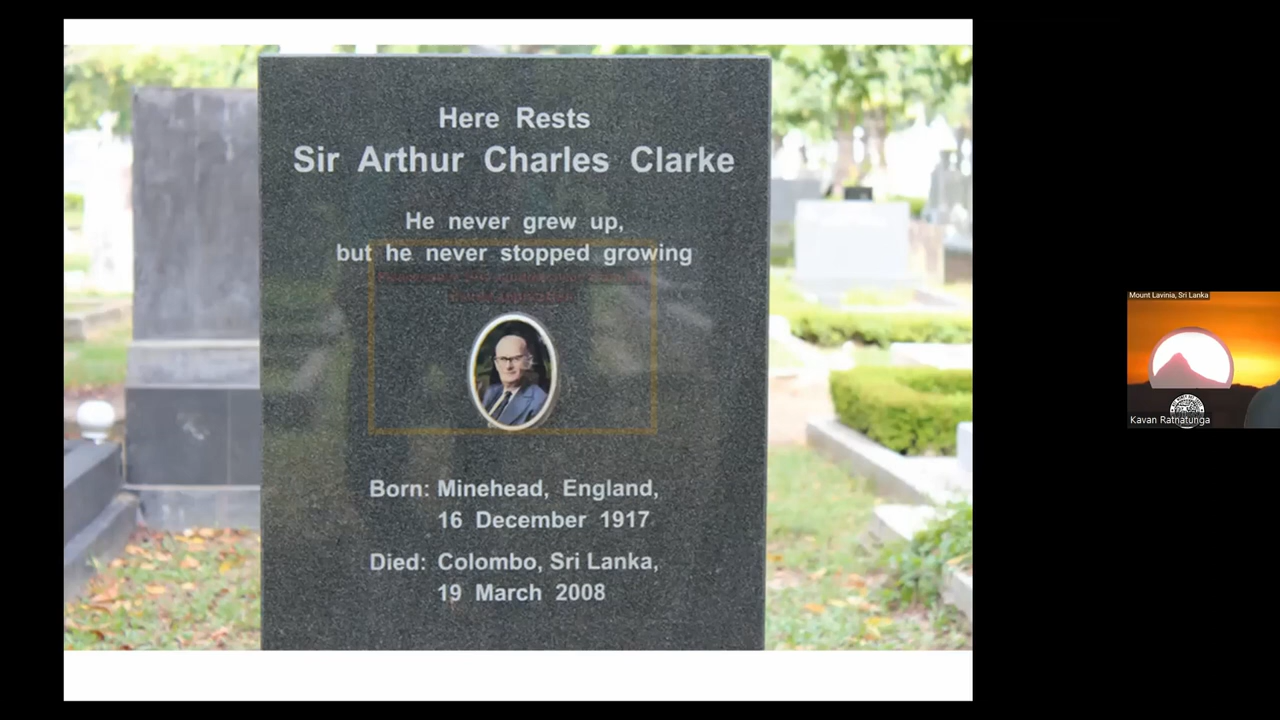 Here Rests
Sir Arthur Charles Clarke
He never grew up,
but he never stopped growing
Born: Minehead, England,
16 December 1917
Died: Colombo, Sri Lanka,
19 March 2008
Mount Lavinia, Sri Lanka
Kavan Ratnatunga